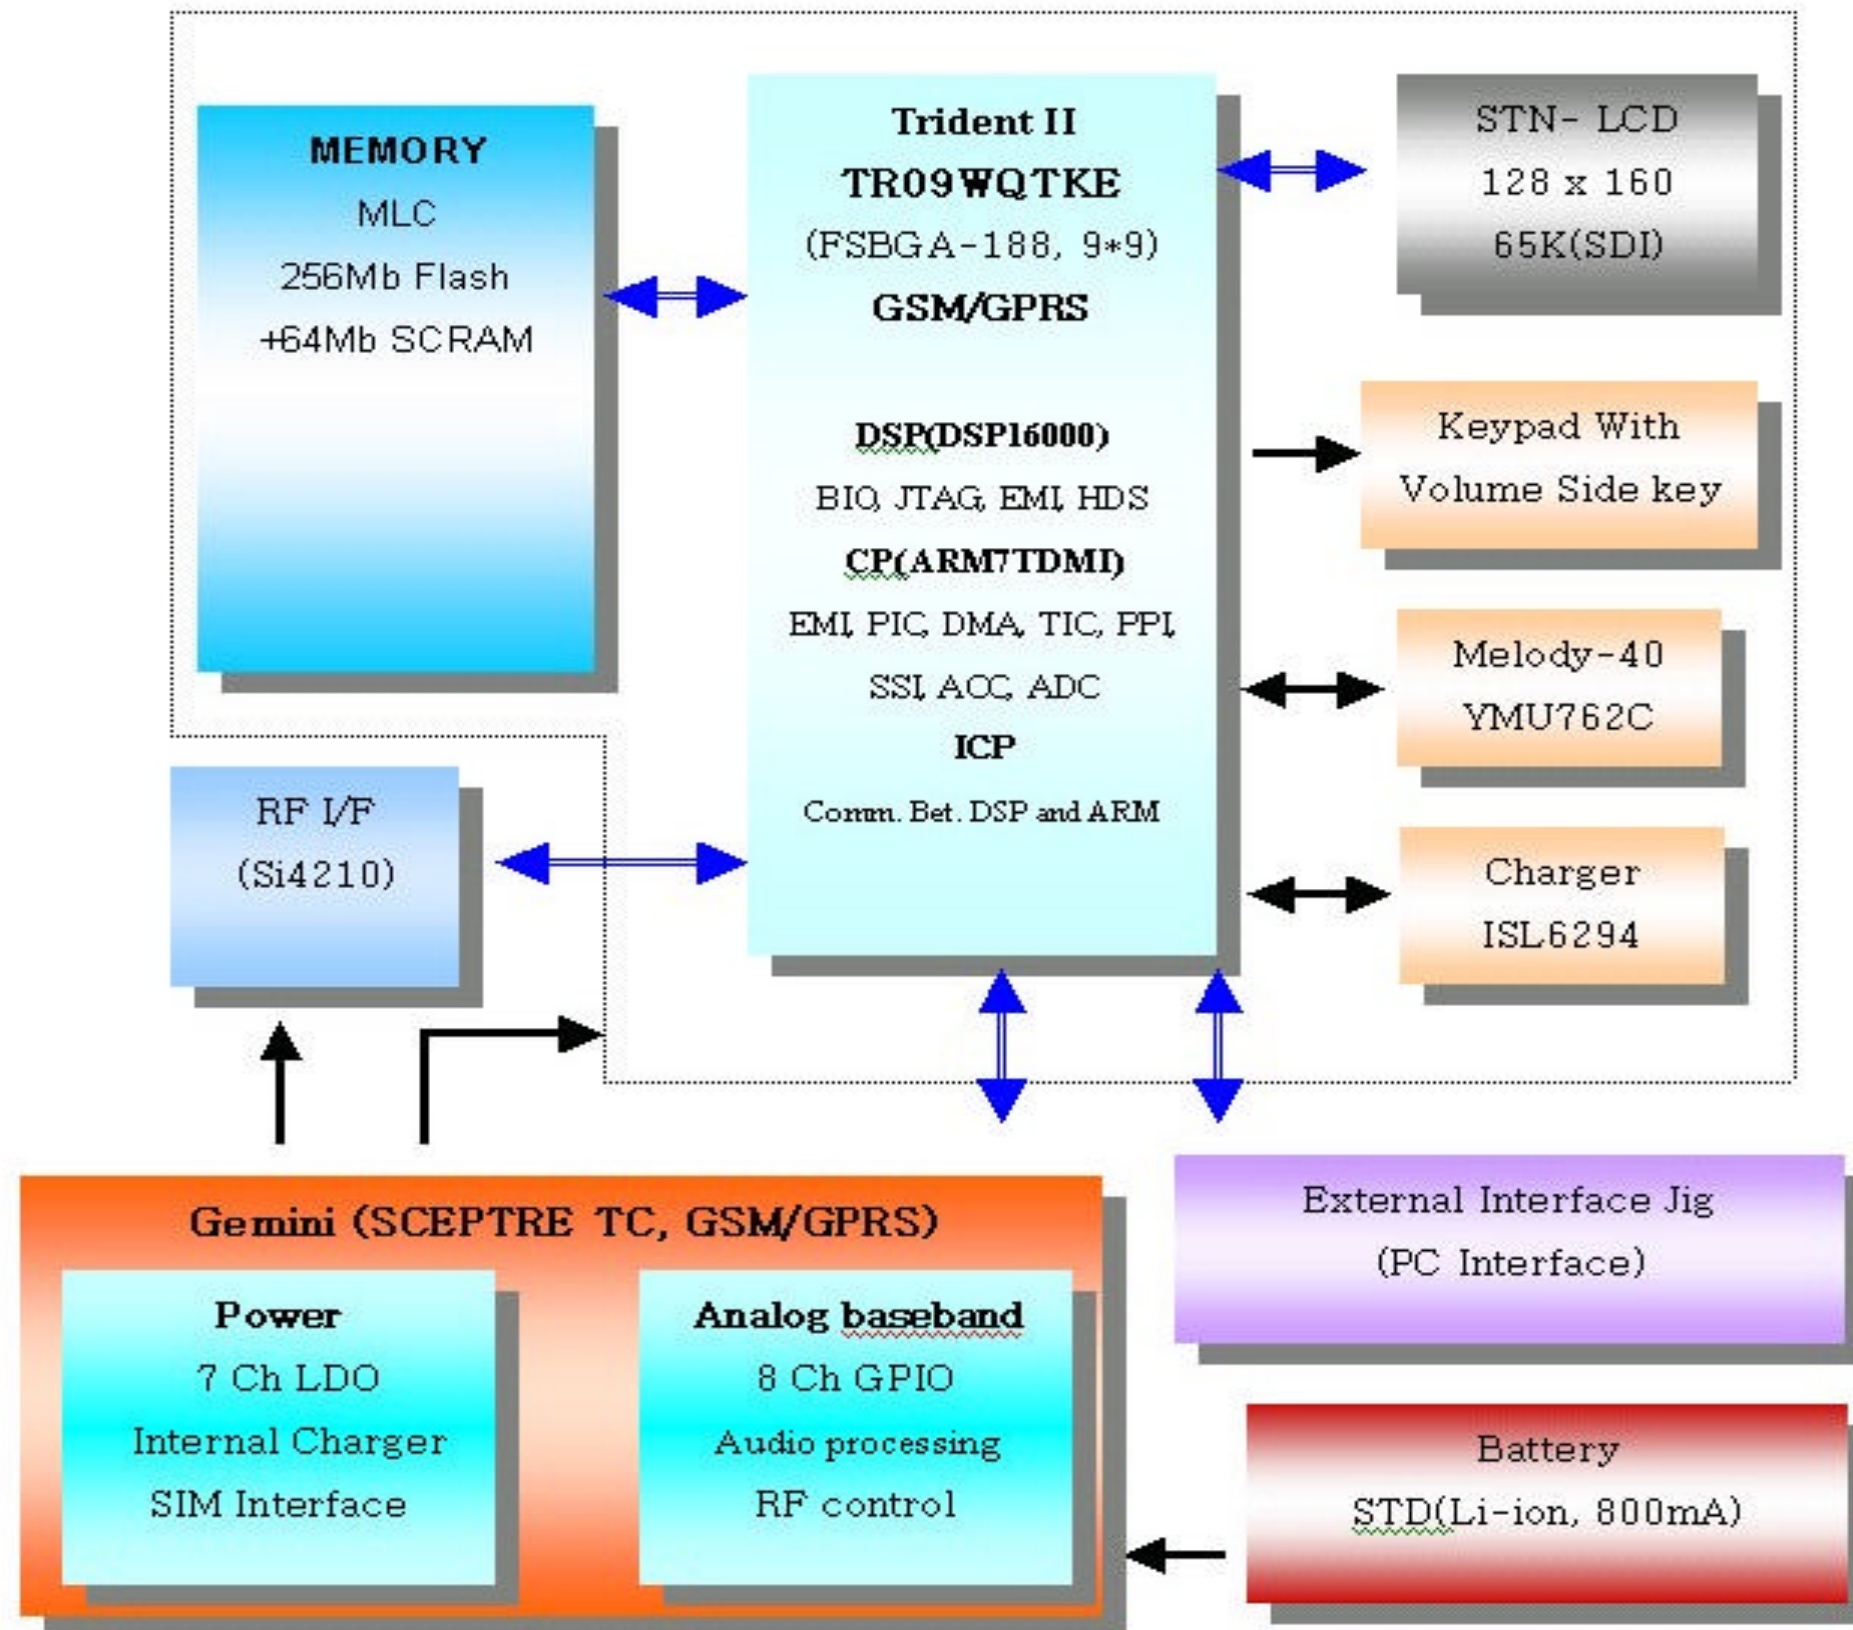 MEMORY
MLC
256Mb Flash
+64Mb SCRAM
Trident II
TR09WQTKE
(FSBGA-188, 9*9)
GSM/GPRS
DSP(DSP16000)
BIO, JTAG, EMI, HDS
CP(ARM7TDMI)
EMI, PIC, DMA, TIC, PPI,
SSI, ACC, ADC
ICP
Comm. Bet. DSP and ARM
STN- LCD
128 x 160
65K(SDI)
Keypad With
Volume Side key
Melody-40
YMU762C
Charger
ISL6294
RF I/F
(Si4210)
Gemini (SCEPTRE TC, GSM/GPRS)
Power
7 Ch LDO
Internal Charger
SIM Interface
Analog baseband
8 Ch GPIO
Audio processing
RF control
External Interface Jig
(PC Interface)
Battery
STD(Li-ion, 800mA)